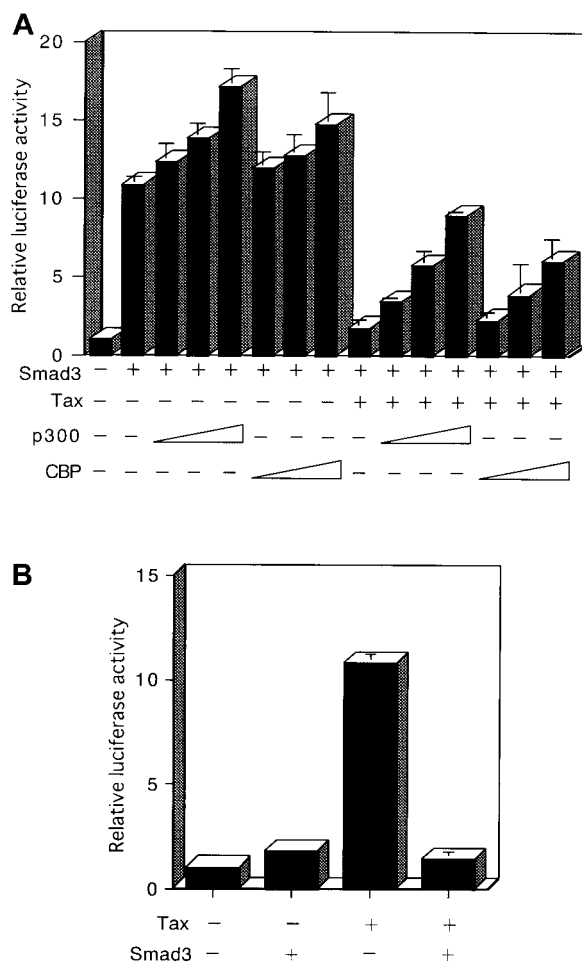 A
20
15
10
5
0
Relative luciferase activity
Smad3 − + + + + + + + + + + + + + +
Tax − − − − − − − − + + + + + + +
p300 − − − − − − − − −
CBP − − − − − − − − −
B
15
10
5
0
Relative luciferase activity
Tax − − + +
Smad3 − + − +